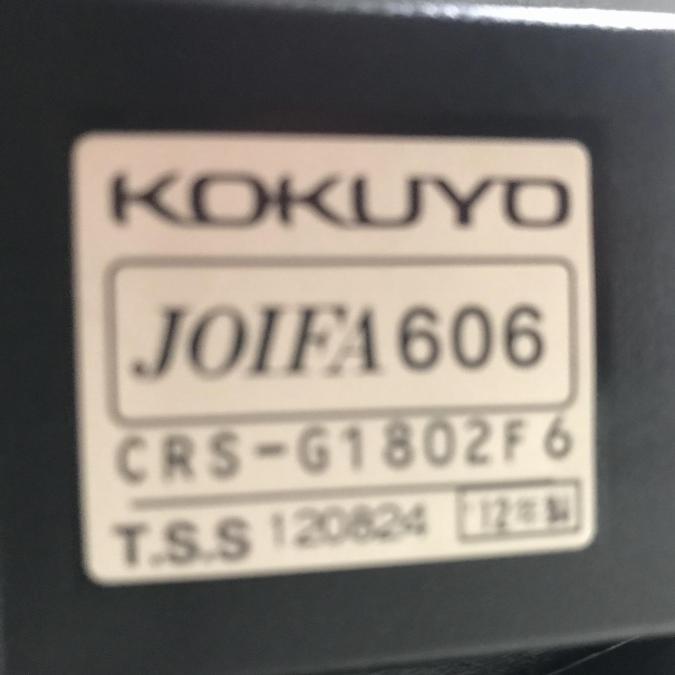 KOKUYO
JOIFA 606
CRS-G1802F6
T.S.S 120824 '12年製